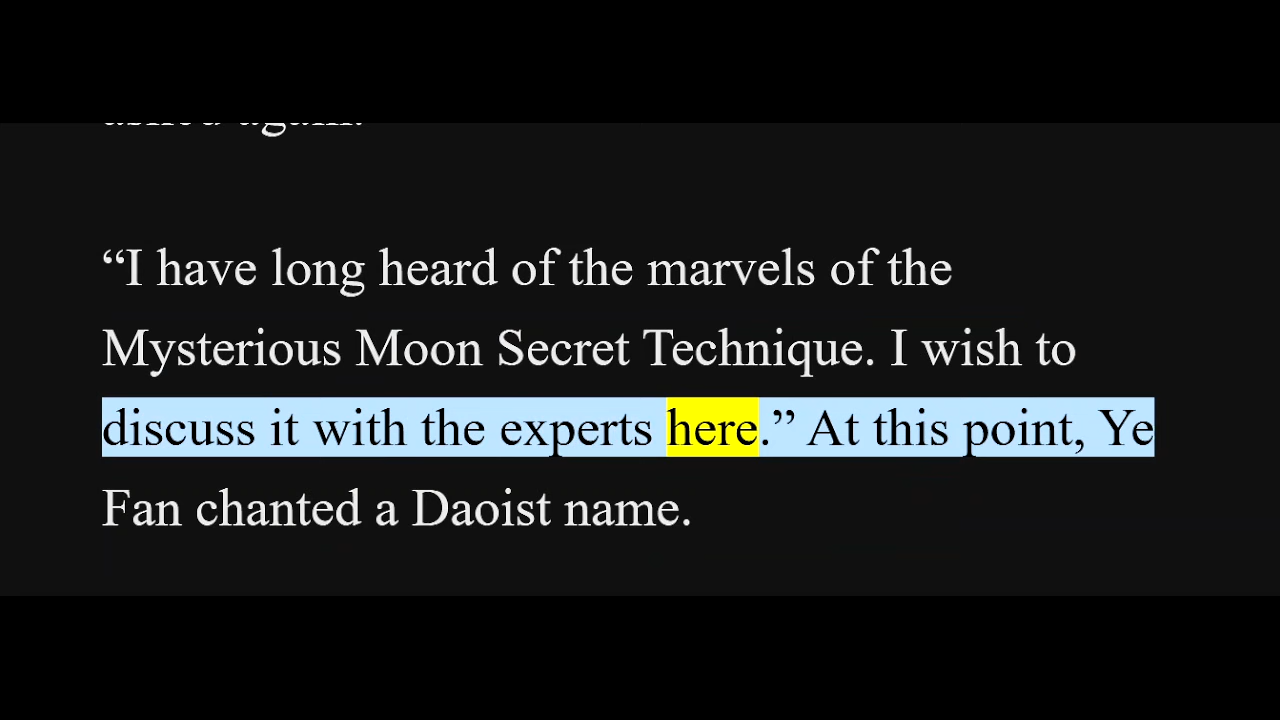 again.
“I have long heard of the marvels of the
Mysterious Moon Secret Technique. I wish to
discuss it with the experts here.” At this point, Ye
Fan chanted a Daoist name.